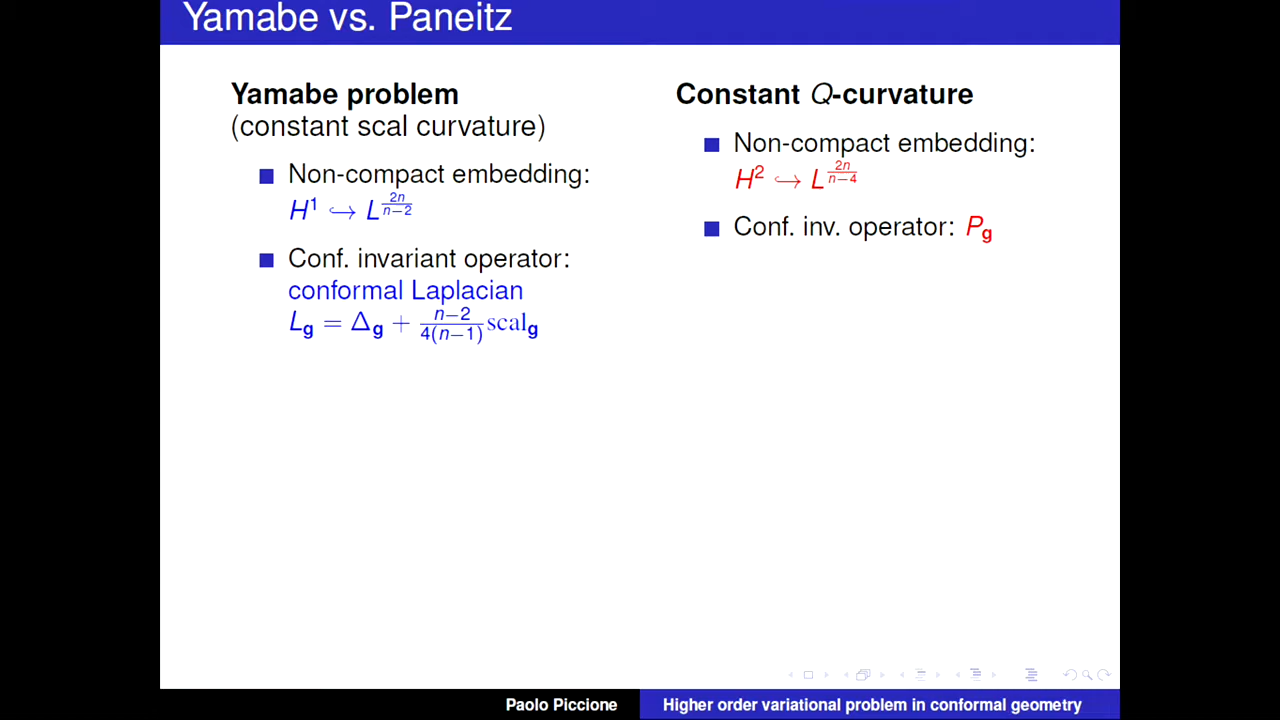 Yamabe vs. Paneitz
Yamabe problem
(constant scal curvature)
Non-compact embedding:
H¹ ↪ L^{2n/(n−2)}
Conf. invariant operator:
conformal Laplacian
L_g = Δ_g + (n−2)/(4(n−1)) scal_g
Constant Q-curvature
Non-compact embedding:
H² ↪ L^{2n/(n−4)}
Conf. inv. operator: P_g
Paolo Piccione
Higher order variational problem in conformal geometry